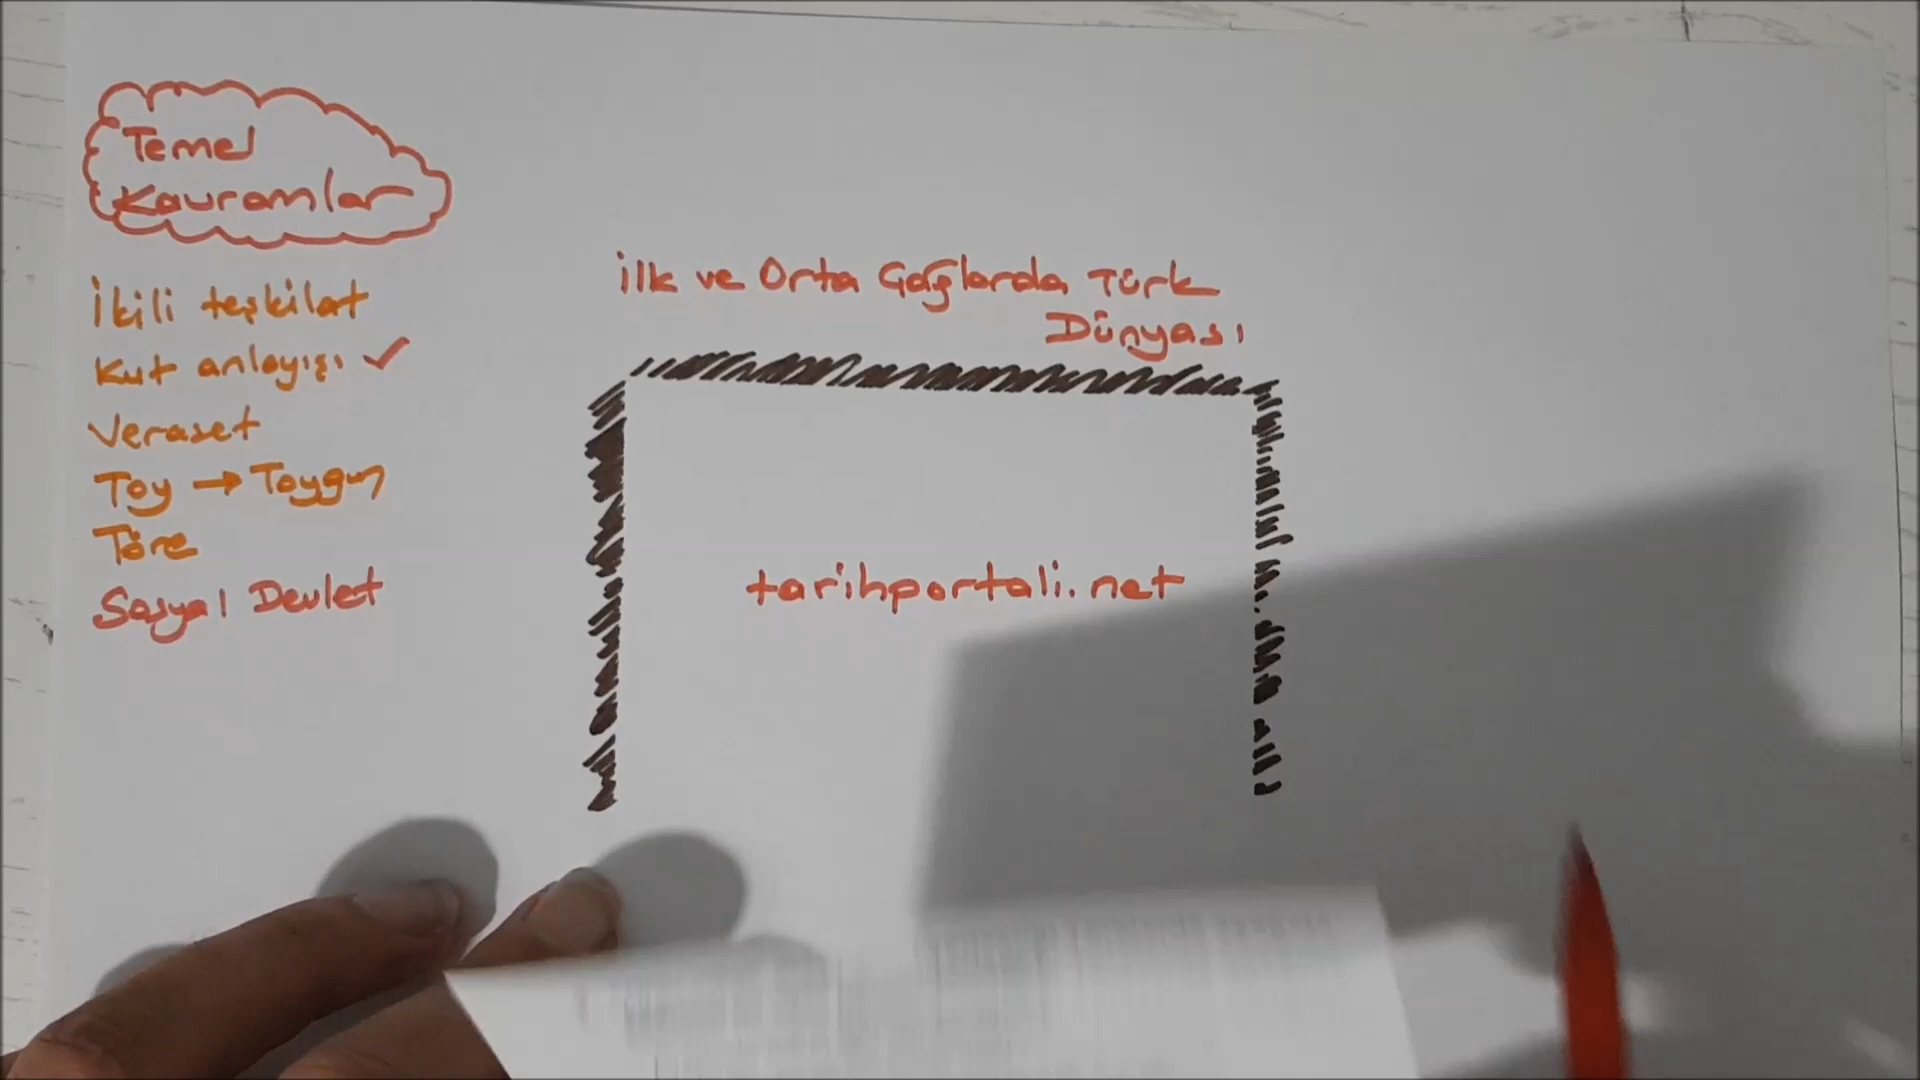 Temel
Kavramlar
İkili teşkilat
Kut anlayışı ✓
Veraset
Toy → Toygun
Töre
Sosyal Devlet
İlk ve Orta Çağlarda Türk
Dünyası
tarihportali.net